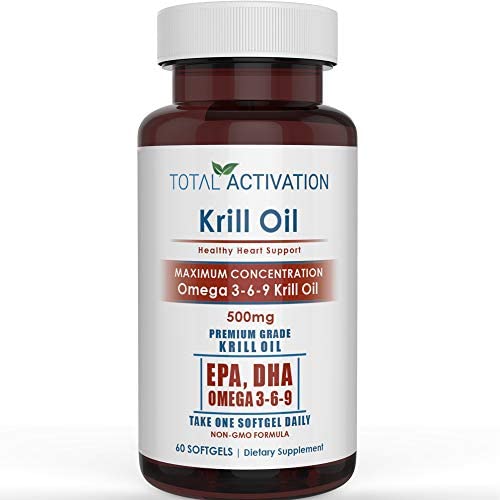 TOTAL ACTIVATION
Krill Oil
Healthy Heart Support
MAXIMUM CONCENTRATION
Omega 3-6-9 Krill Oil
500mg
PREMIUM GRADE
KRILL OIL
EPA, DHA
OMEGA 3-6-9
TAKE ONE SOFTGEL DAILY
NON-GMO FORMULA
60 SOFTGELS | Dietary Supplement